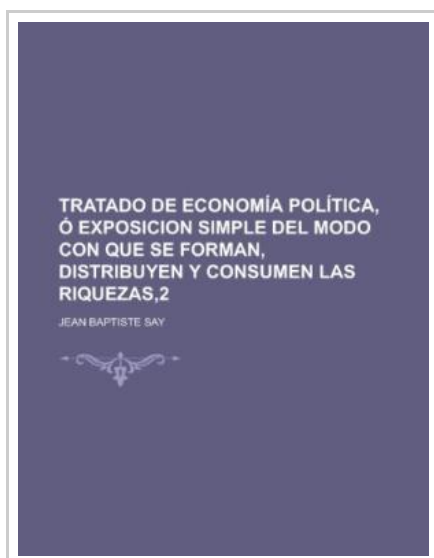 TRATADO DE ECONOMÍA POLÍTICA,
Ó EXPOSICION SIMPLE DEL MODO
CON QUE SE FORMAN,
DISTRIBUYEN Y CONSUMEN LAS
RIQUEZAS,2
JEAN BAPTISTE SAY